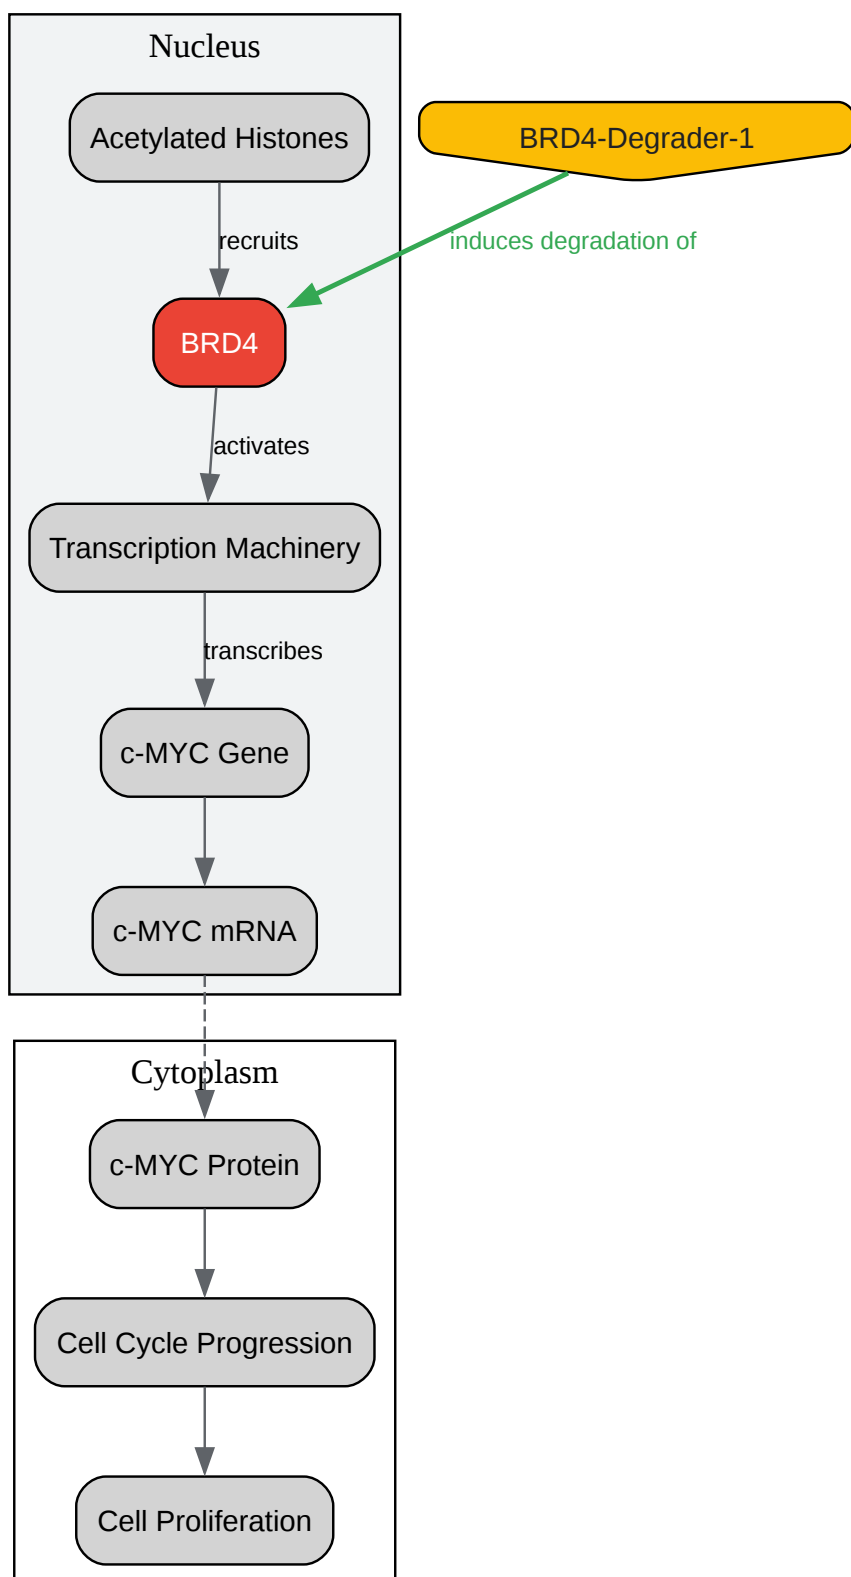 Nucleus
Acetylated Histones
BRD4-Degrader-1
recruits
induces degradation of
BRD4
activates
Transcription Machinery
transcribes
c-MYC Gene
c-MYC mRNA
Cytoplasm
c-MYC Protein
Cell Cycle Progression
Cell Proliferation